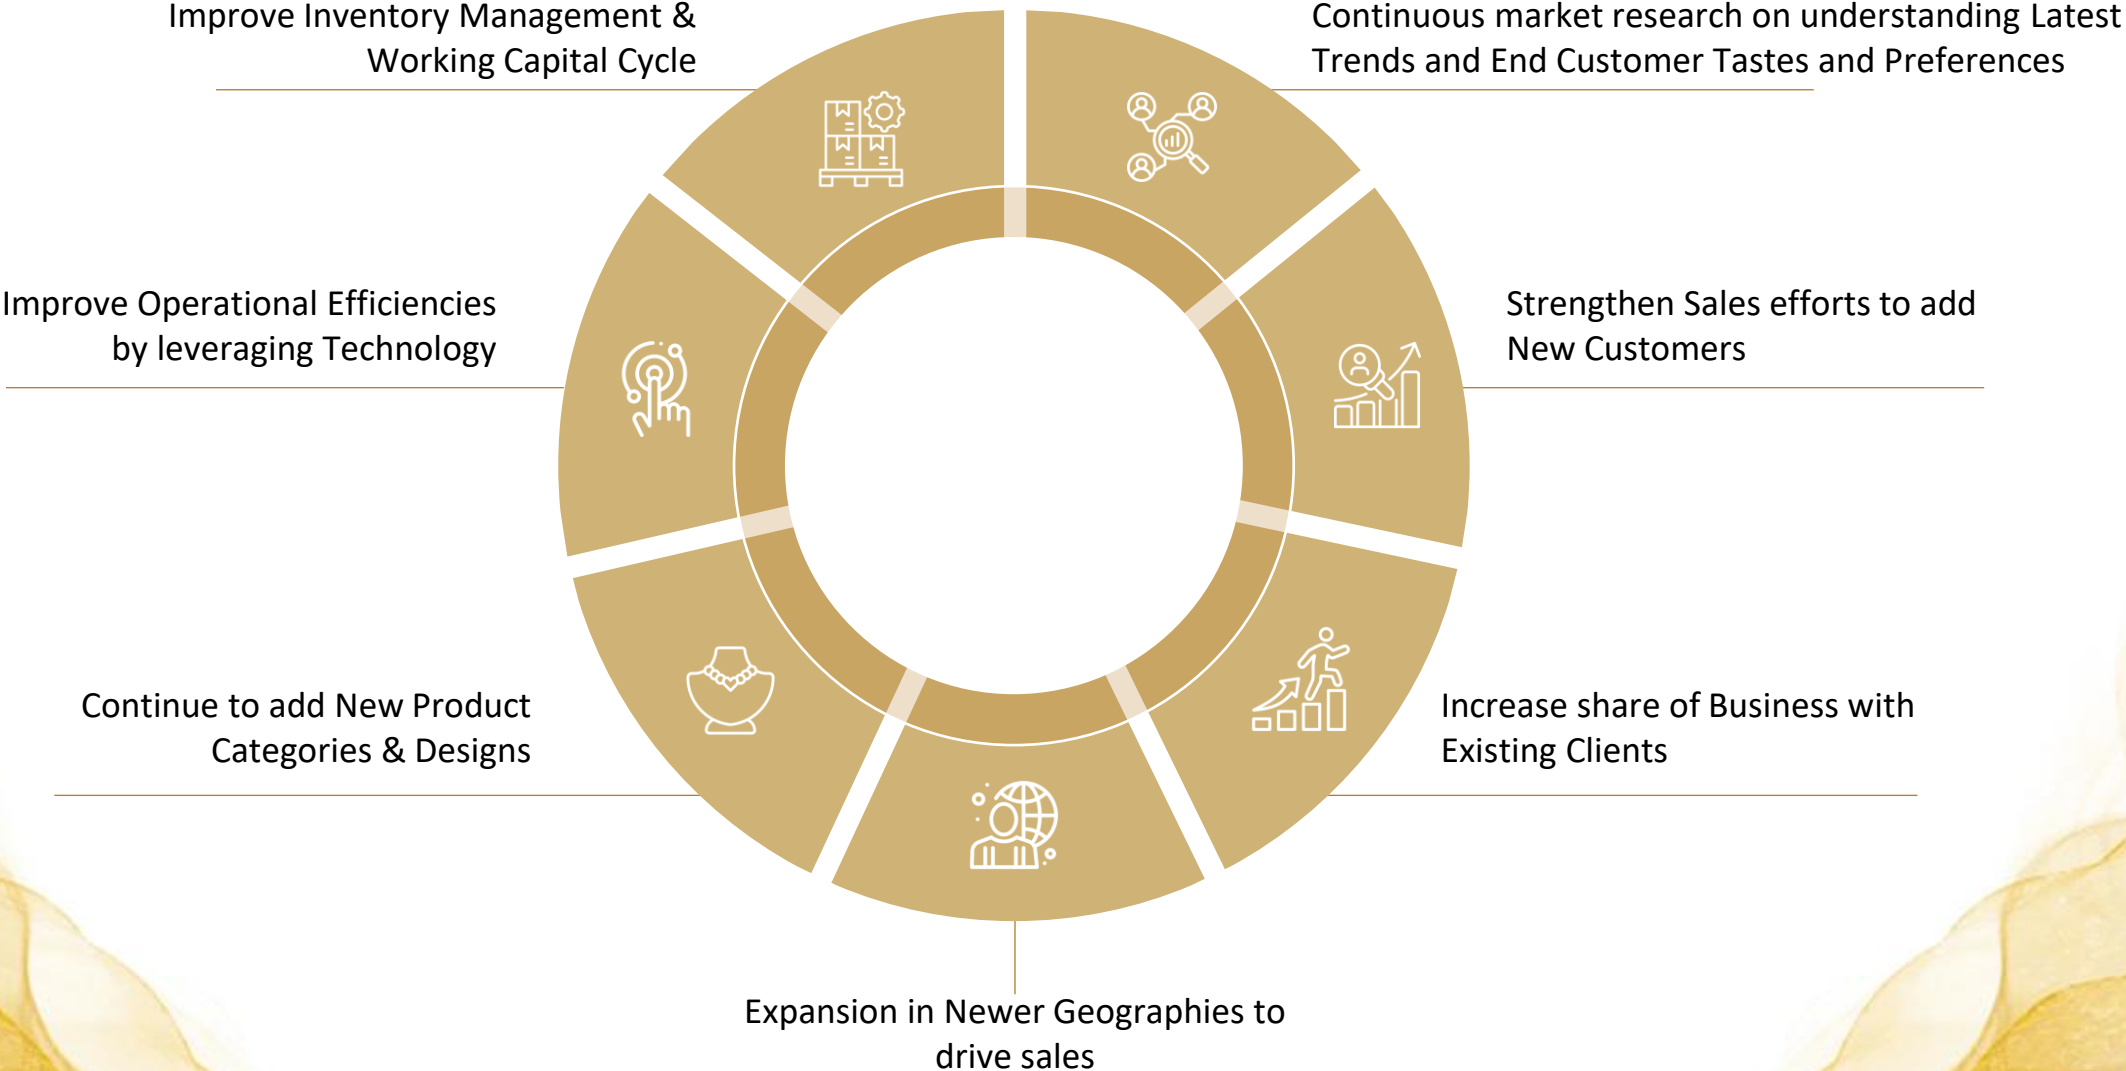 Improve Inventory Management &
Working Capital Cycle
Continuous market research on understanding Latest
Trends and End Customer Tastes and Preferences
Improve Operational Efficiencies
by leveraging Technology
Strengthen Sales efforts to add
New Customers
Continue to add New Product
Categories & Designs
Increase share of Business with
Existing Clients
Expansion in Newer Geographies to
drive sales